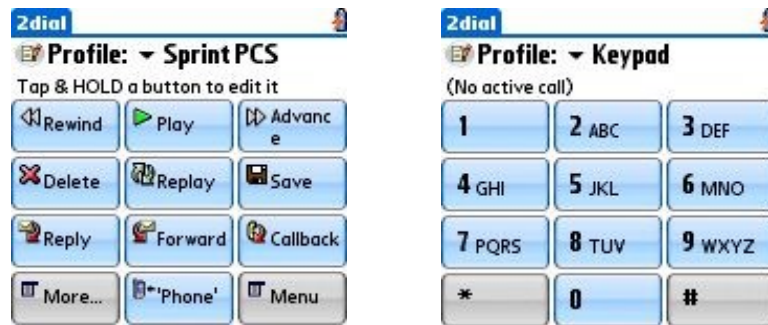 2dial
Profile: Sprint PCS
Tap & HOLD a button to edit it
Rewind Play Advanc
e
Delete Replay Save
Reply Forward Callback
More... 'Phone' Menu
2dial
Profile: Keypad
(No active call)
1 2 ABC 3 DEF
4 GHI 5 JKL 6 MNO
7 PQRS 8 TUV 9 WXYZ
* 0 #